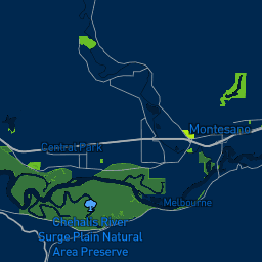 Montesano
Central Park
Melbourne
Chehalis River
Surge Plain Natural
Area Preserve